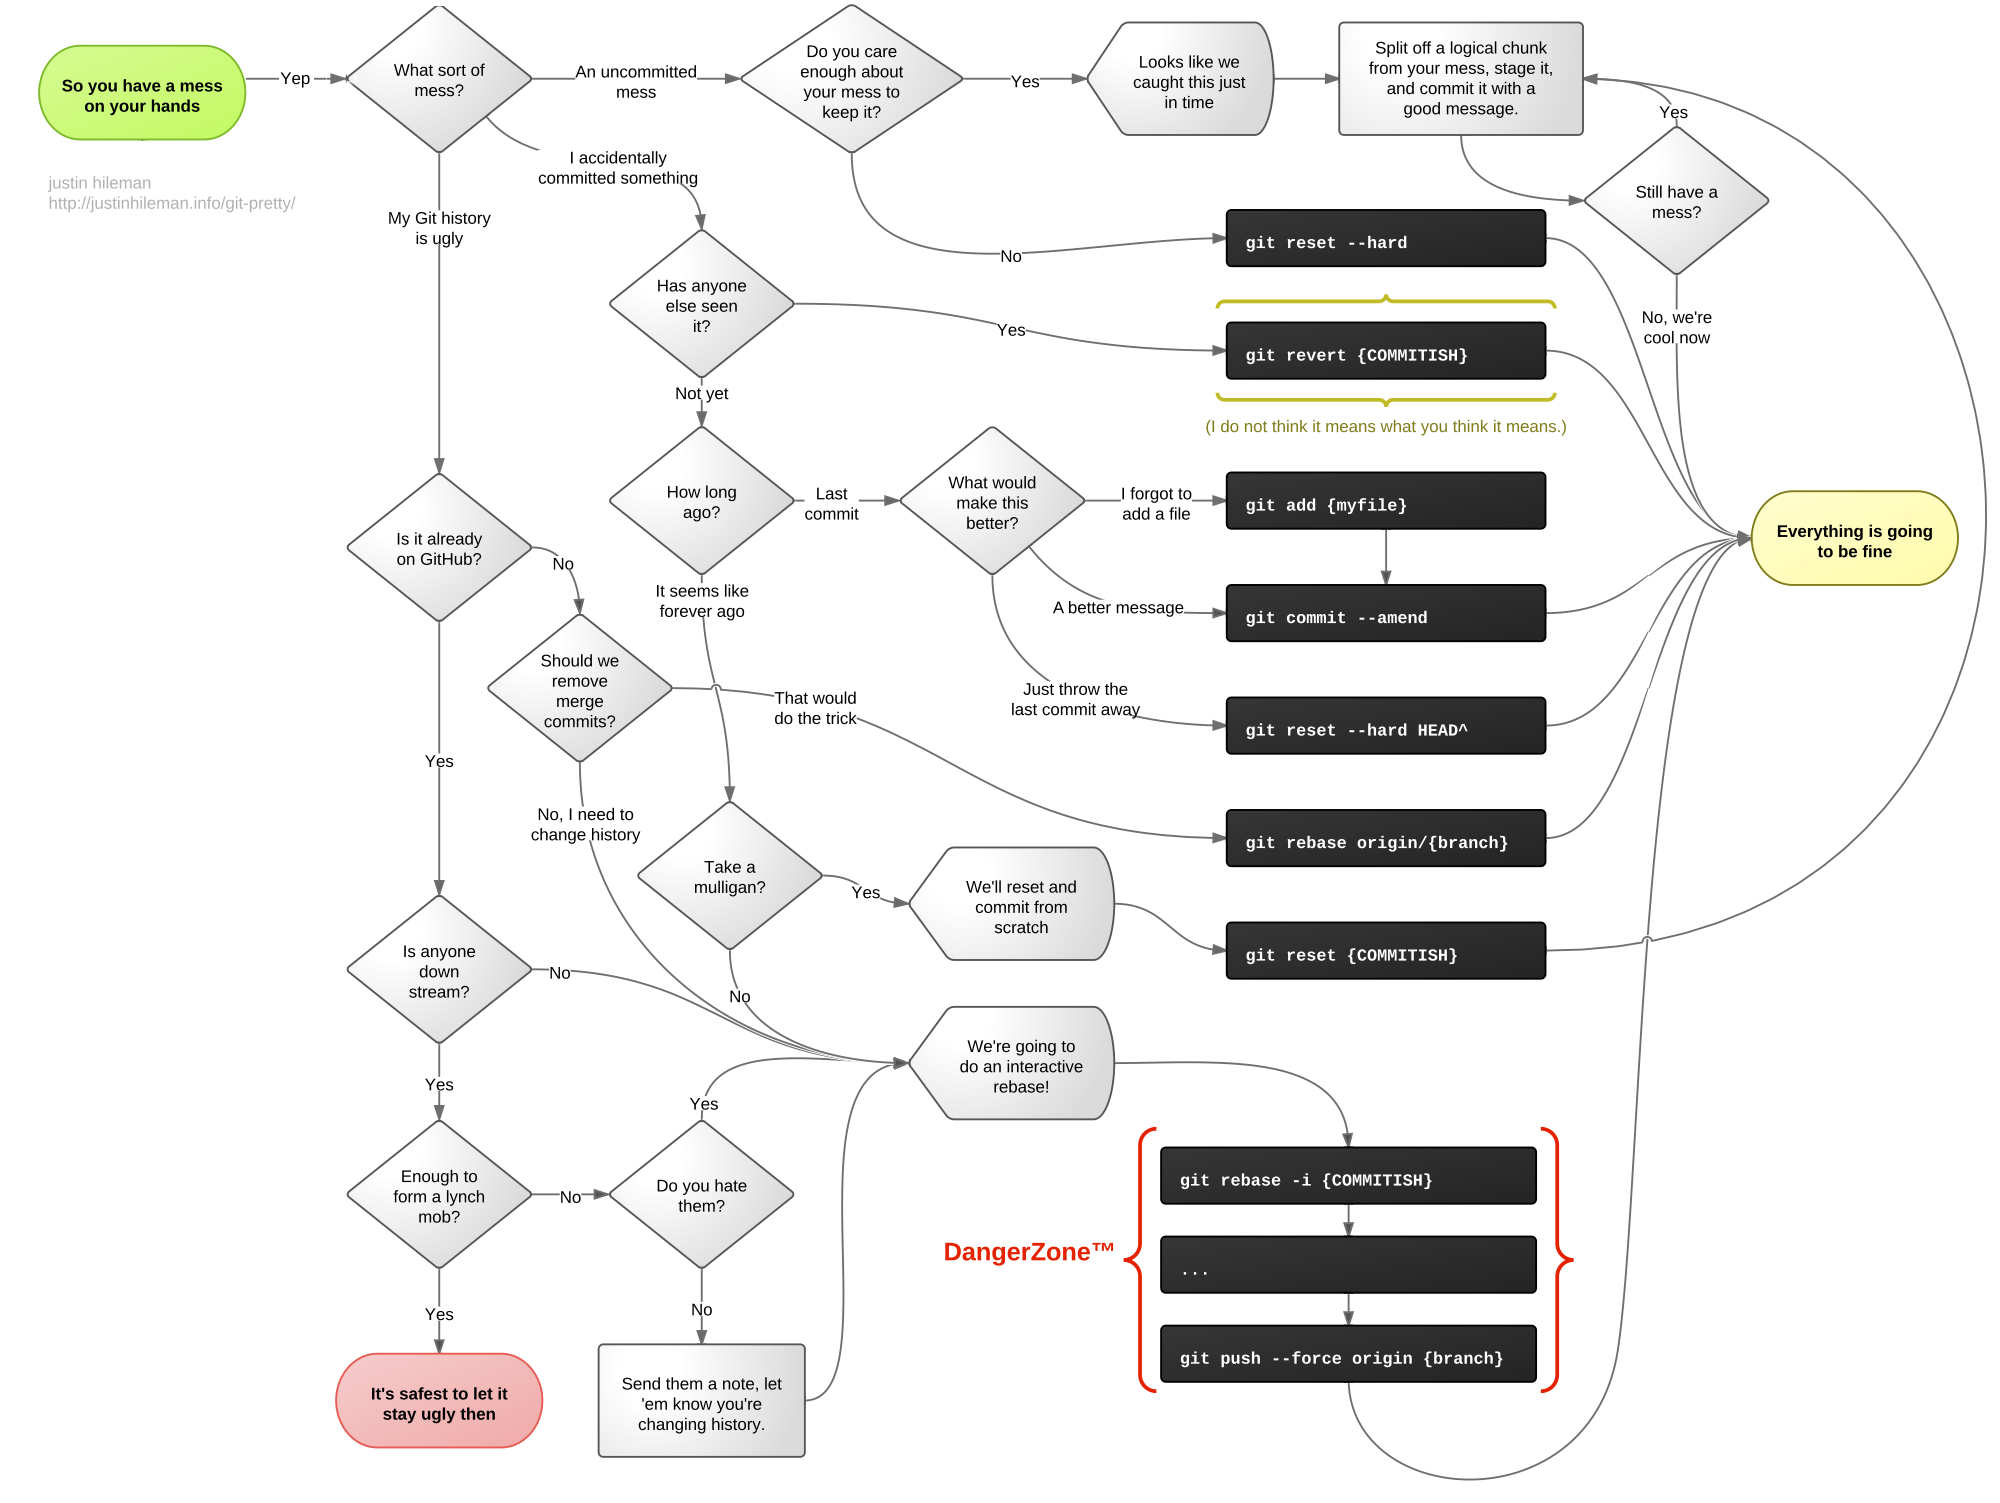 So you have a mess
on your hands
Yep
What sort of
mess?
An uncommitted
mess
Do you care
enough about
your mess to
keep it?
Yes
Looks like we
caught this just
in time
Split off a logical chunk
from your mess, stage it,
and commit it with a
good message.
Yes
Still have a
mess?
No, we're
cool now
justin hileman
http://justinhileman.info/git-pretty/
I accidentally
committed something
My Git history
is ugly
No
git reset --hard
Has anyone
else seen
it?
Yes
git revert {COMMITISH}
(I do not think it means what you think it means.)
Not yet
How long
ago?
Last
commit
What would
make this
better?
I forgot to
add a file
git add {myfile}
Everything is going
to be fine
Is it already
on GitHub?
No
It seems like
forever ago
A better message
git commit --amend
Should we
remove
merge
commits?
That would
do the trick
Just throw the
last commit away
git reset --hard HEAD^
Yes
No, I need to
change history
git rebase origin/{branch}
Take a
mulligan?
Yes
We'll reset and
commit from
scratch
git reset {COMMITISH}
Is anyone
down
stream?
No
No
We're going to
do an interactive
rebase!
Yes
Yes
Enough to
form a lynch
mob?
No
Do you hate
them?
git rebase -i {COMMITISH}
DangerZone™
...
Yes
No
git push --force origin {branch}
It's safest to let it
stay ugly then
Send them a note, let
'em know you're
changing history.